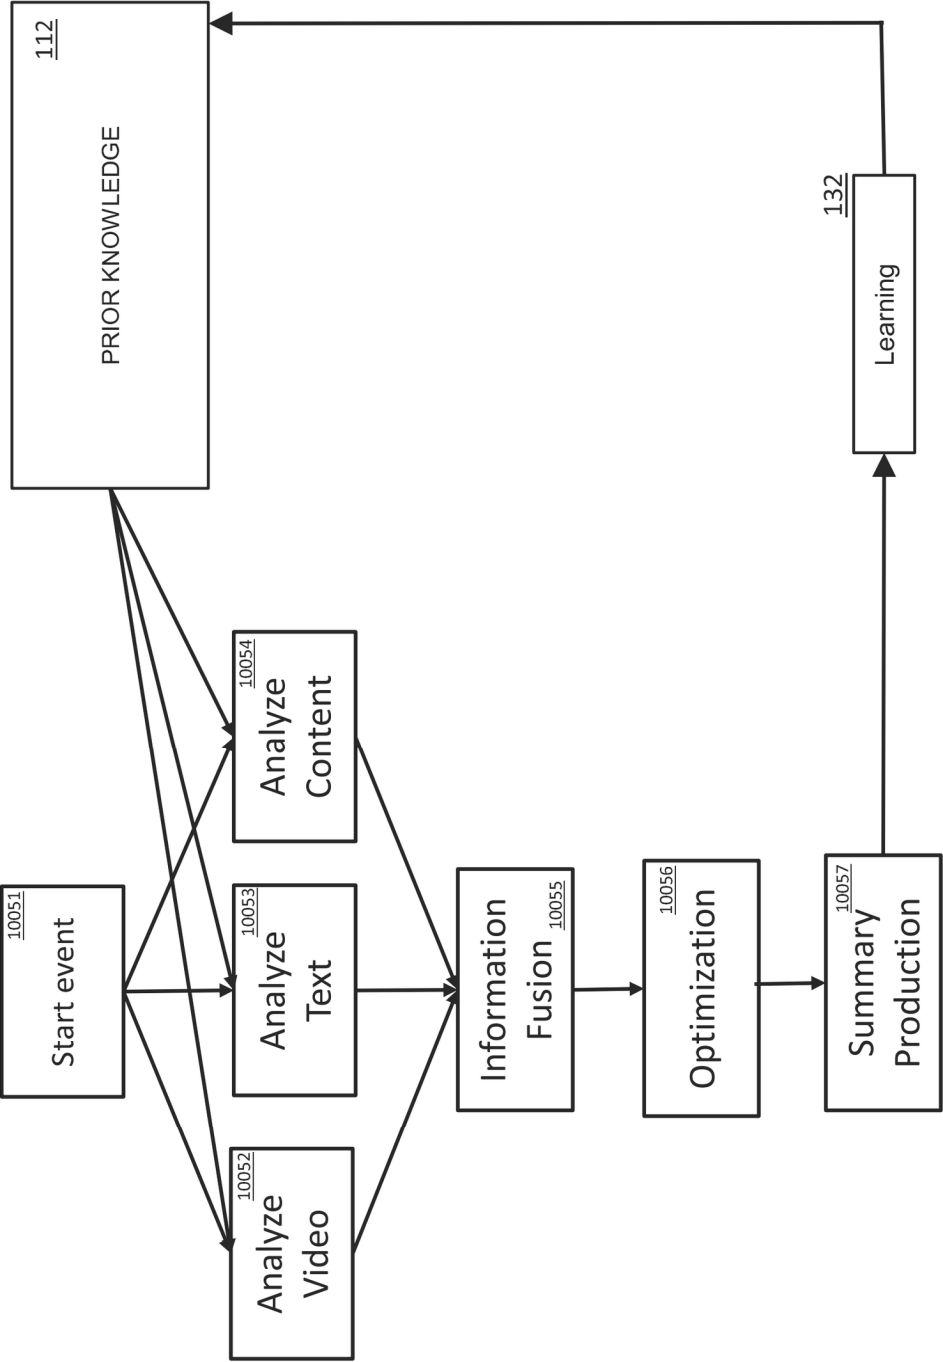 112
PRIOR KNOWLEDGE
10051
Start event
10052
Analyze
Video
10053
Analyze
Text
10054
Analyze
Content
Information
Fusion
10055
10056
Optimization
10057
Summary
Production
132
Learning